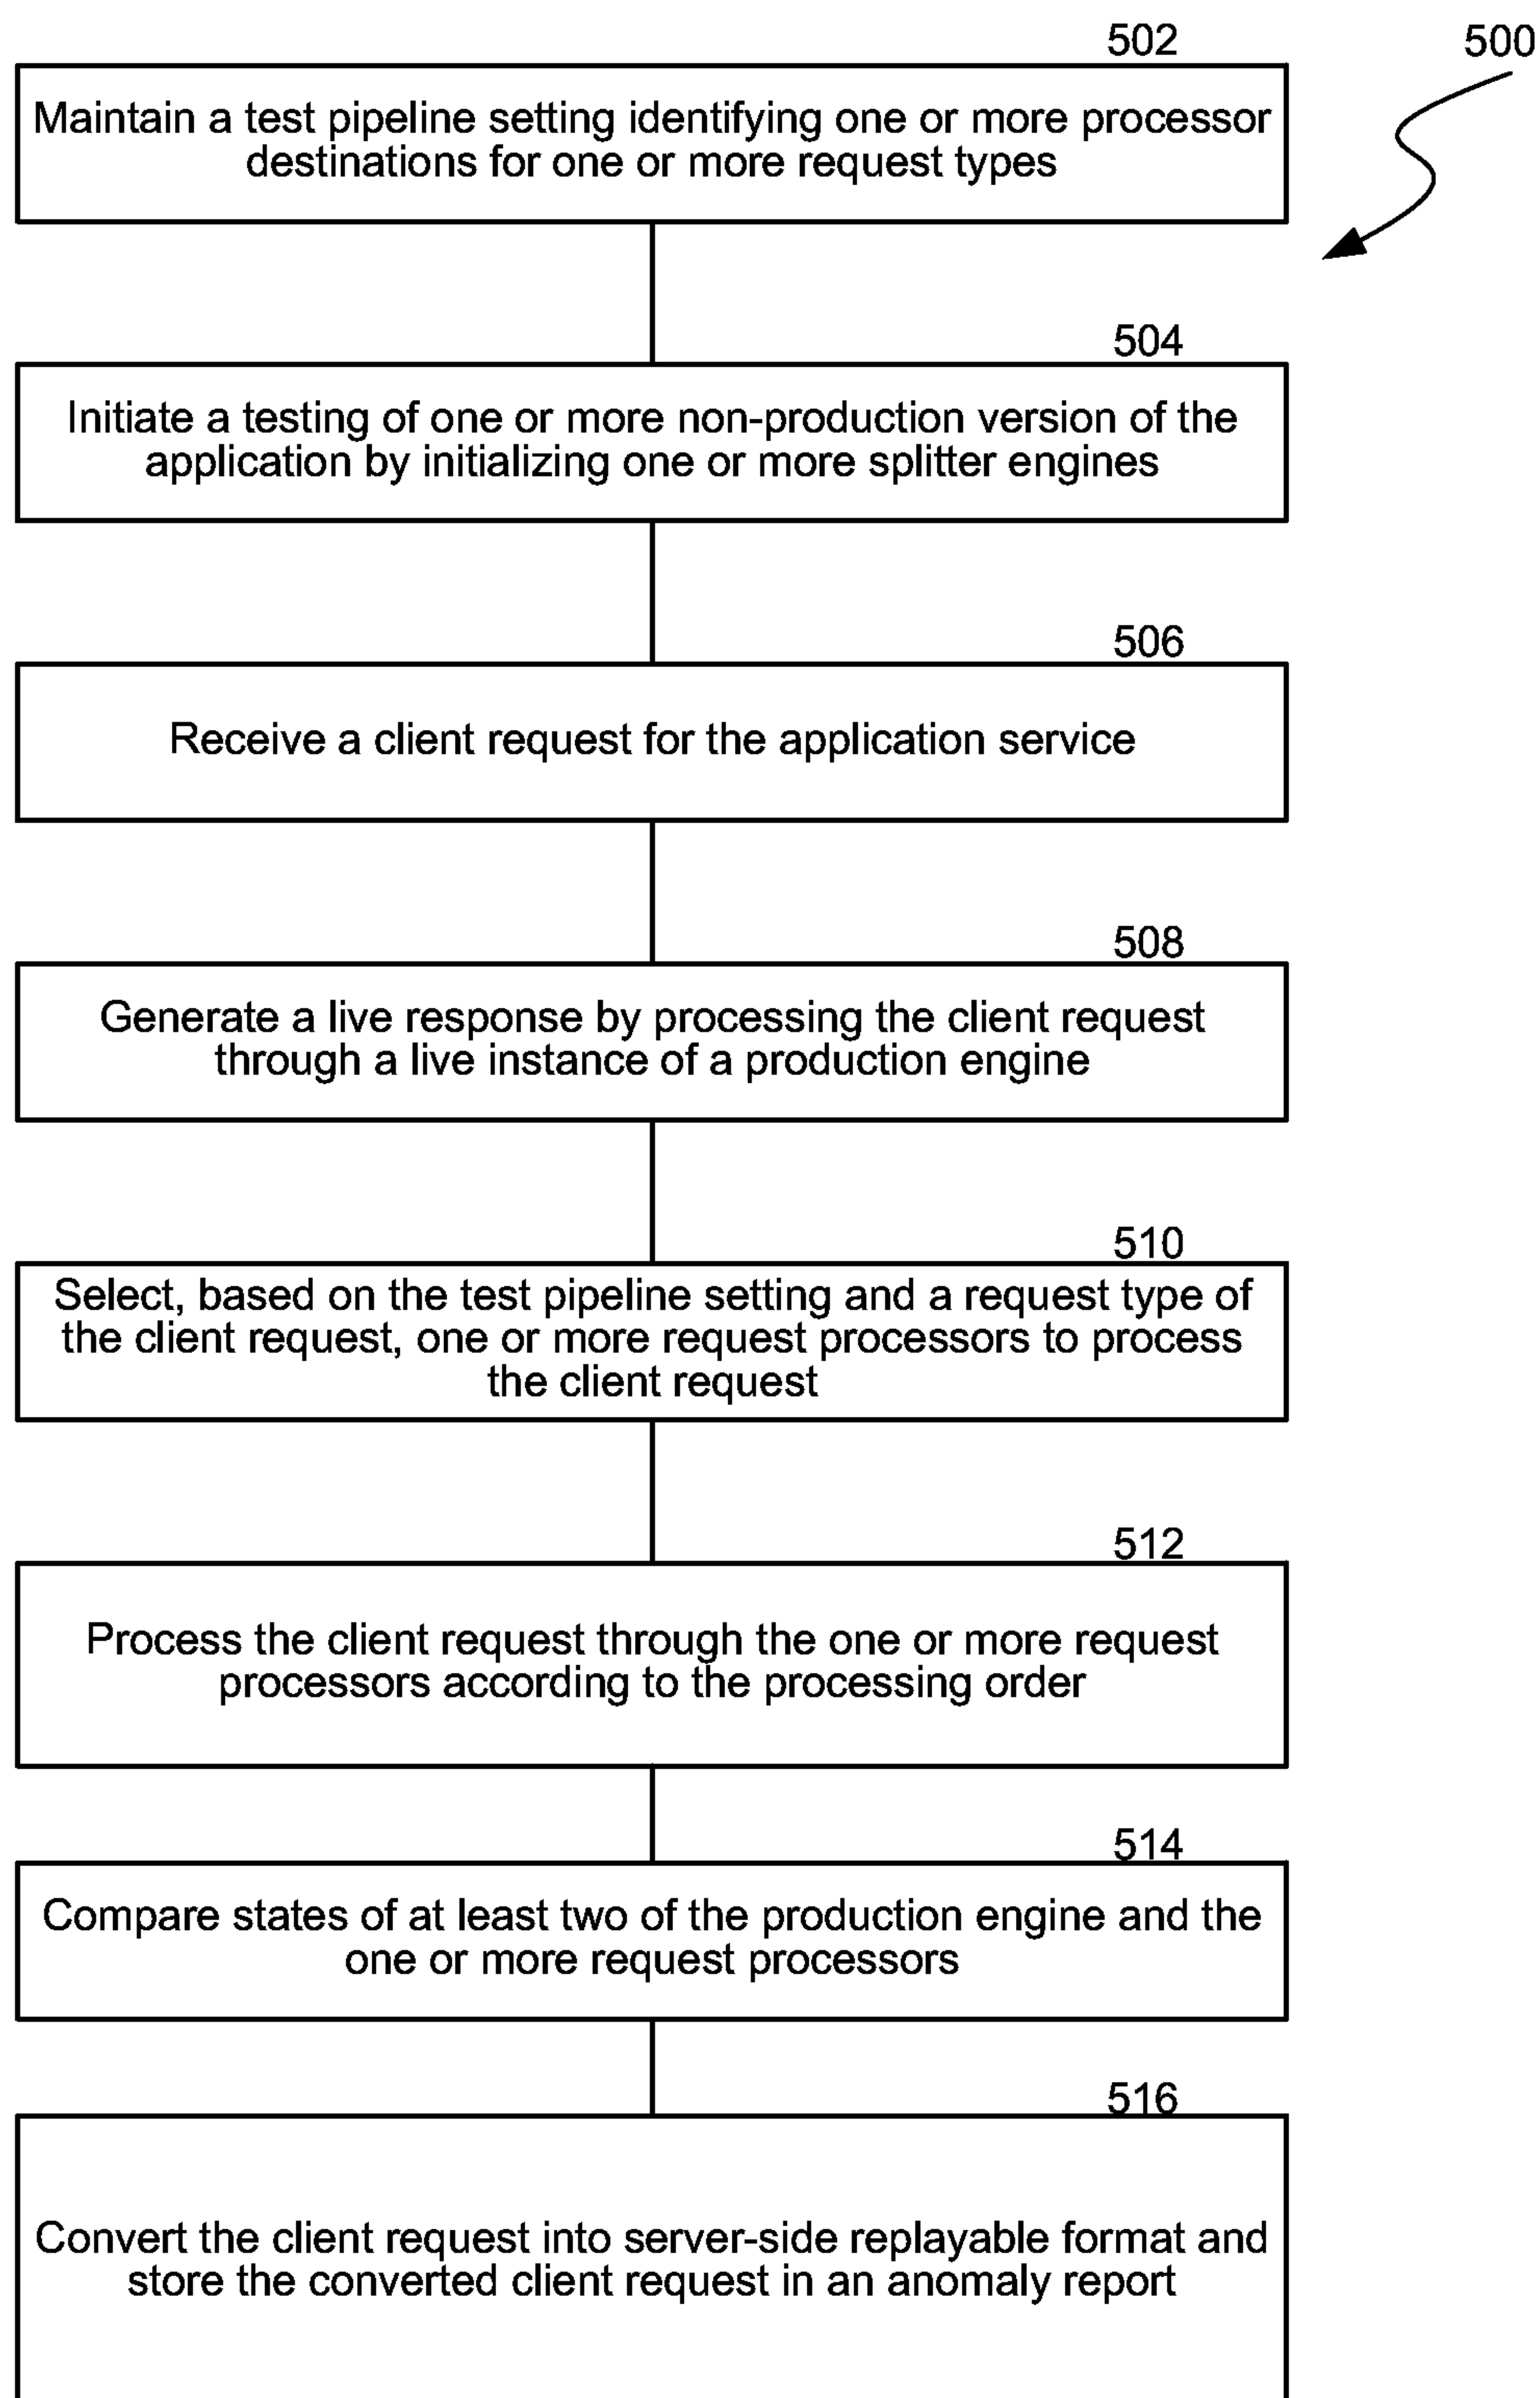 502
500
Maintain a test pipeline setting identifying one or more processor
destinations for one or more request types
504
Initiate a testing of one or more non-production version of the
application by initializing one or more splitter engines
506
Receive a client request for the application service
508
Generate a live response by processing the client request
through a live instance of a production engine
510
Select, based on the test pipeline setting and a request type of
the client request, one or more request processors to process
the client request
512
Process the client request through the one or more request
processors according to the processing order
514
Compare states of at least two of the production engine and the
one or more request processors
516
Convert the client request into server-side replayable format and
store the converted client request in an anomaly report